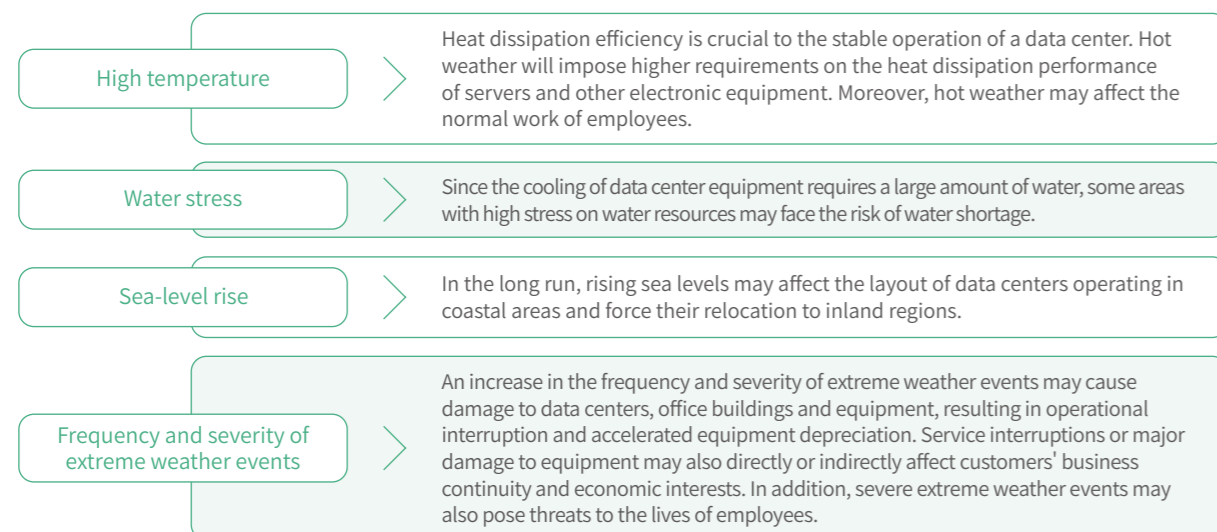 High temperature
Heat dissipation efficiency is crucial to the stable operation of a data center. Hot
weather will impose higher requirements on the heat dissipation performance
of servers and other electronic equipment. Moreover, hot weather may affect the
normal work of employees.
Water stress
Since the cooling of data center equipment requires a large amount of water, some areas
with high stress on water resources may face the risk of water shortage.
Sea-level rise
In the long run, rising sea levels may affect the layout of data centers operating in
coastal areas and force their relocation to inland regions.
Frequency and severity of
extreme weather events
An increase in the frequency and severity of extreme weather events may cause
damage to data centers, office buildings and equipment, resulting in operational
interruption and accelerated equipment depreciation. Service interruptions or major
damage to equipment may also directly or indirectly affect customers' business
continuity and economic interests. In addition, severe extreme weather events may
also pose threats to the lives of employees.